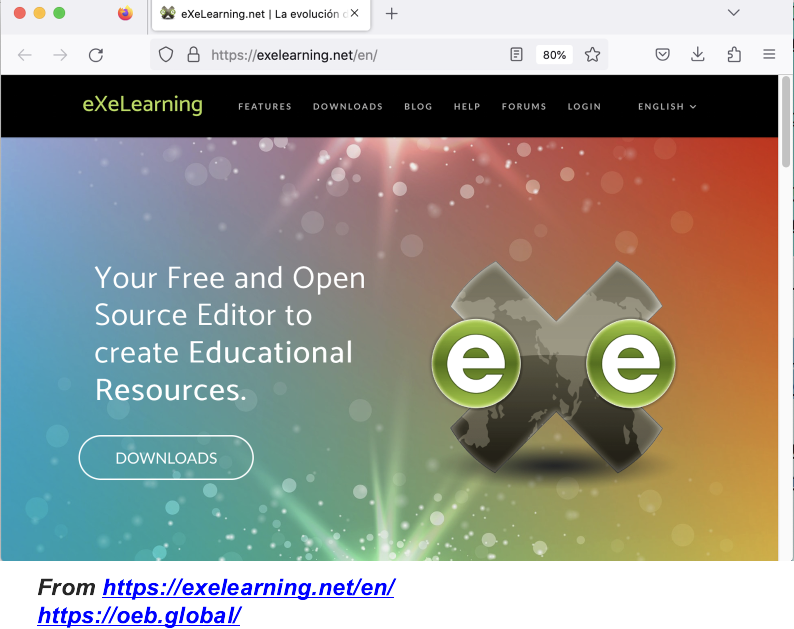 eXeLearning.net | La evolución d
https://exelearning.net/en/
80%
eXeLearning
FEATURES
DOWNLOADS
BLOG
HELP
FORUMS
LOGIN
ENGLISH
Your Free and Open
Source Editor to
create Educational
Resources.
e e
DOWNLOADS
From https://exelearning.net/en/
https://oeb.global/